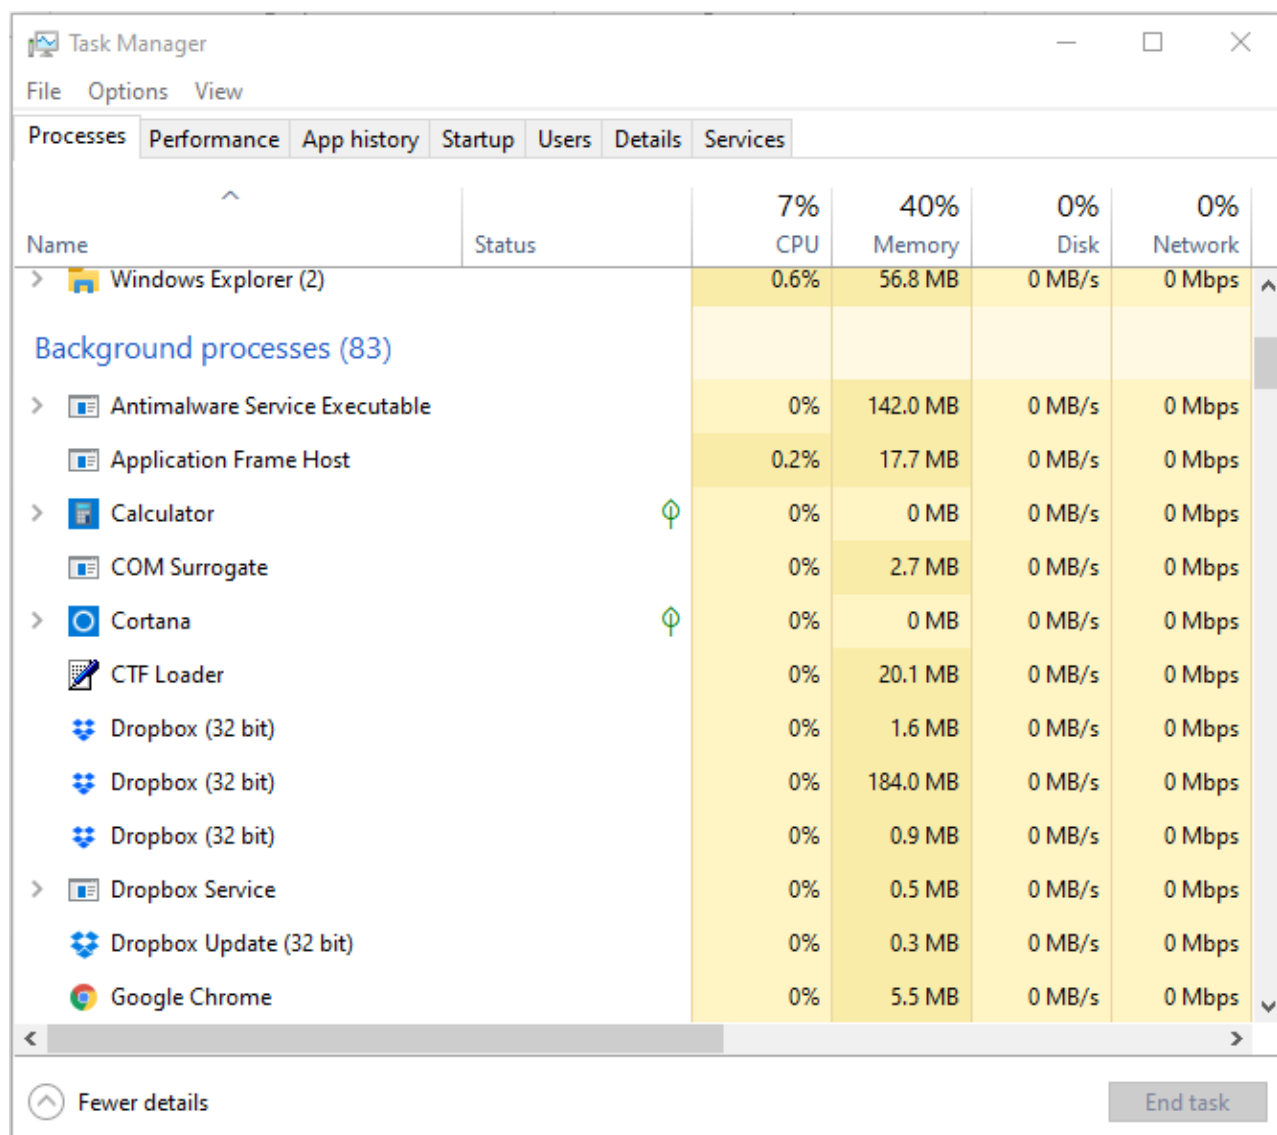 Task Manager
File Options View
Processes Performance App history Startup Users Details Services
7% 40% 0% 0%
Name Status CPU Memory Disk Network
Windows Explorer (2) 0.6% 56.8 MB 0 MB/s 0 Mbps
Background processes (83)
Antimalware Service Executable 0% 142.0 MB 0 MB/s 0 Mbps
Application Frame Host 0.2% 17.7 MB 0 MB/s 0 Mbps
Calculator 0% 0 MB 0 MB/s 0 Mbps
COM Surrogate 0% 2.7 MB 0 MB/s 0 Mbps
Cortana 0% 0 MB 0 MB/s 0 Mbps
CTF Loader 0% 20.1 MB 0 MB/s 0 Mbps
Dropbox (32 bit) 0% 1.6 MB 0 MB/s 0 Mbps
Dropbox (32 bit) 0% 184.0 MB 0 MB/s 0 Mbps
Dropbox (32 bit) 0% 0.9 MB 0 MB/s 0 Mbps
Dropbox Service 0% 0.5 MB 0 MB/s 0 Mbps
Dropbox Update (32 bit) 0% 0.3 MB 0 MB/s 0 Mbps
Google Chrome 0% 5.5 MB 0 MB/s 0 Mbps
Fewer details End task